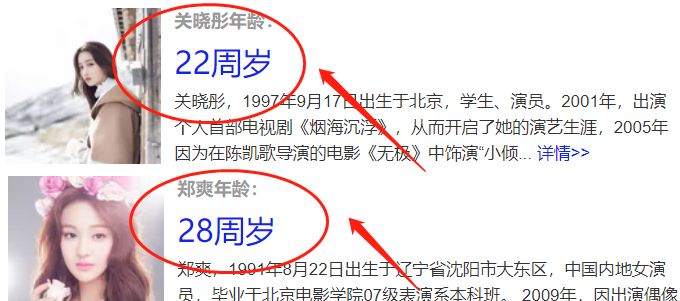 关晓彤年龄：
22周岁
关晓彤，1997年9月17日出生于北京，学生、演员。2001年，出演
个人首部电视剧《烟海沉浮》，从而开启了她的演艺生涯，2005年
因为在陈凯歌导演的电影《无极》中饰演“小倾... 详情>>
郑爽年龄：
28周岁
郑爽，1991年8月22日出生于辽宁省沈阳市大东区，中国内地女演
员，毕业于北京电影学院07级表演系本科班。 2009年，因出演偶像